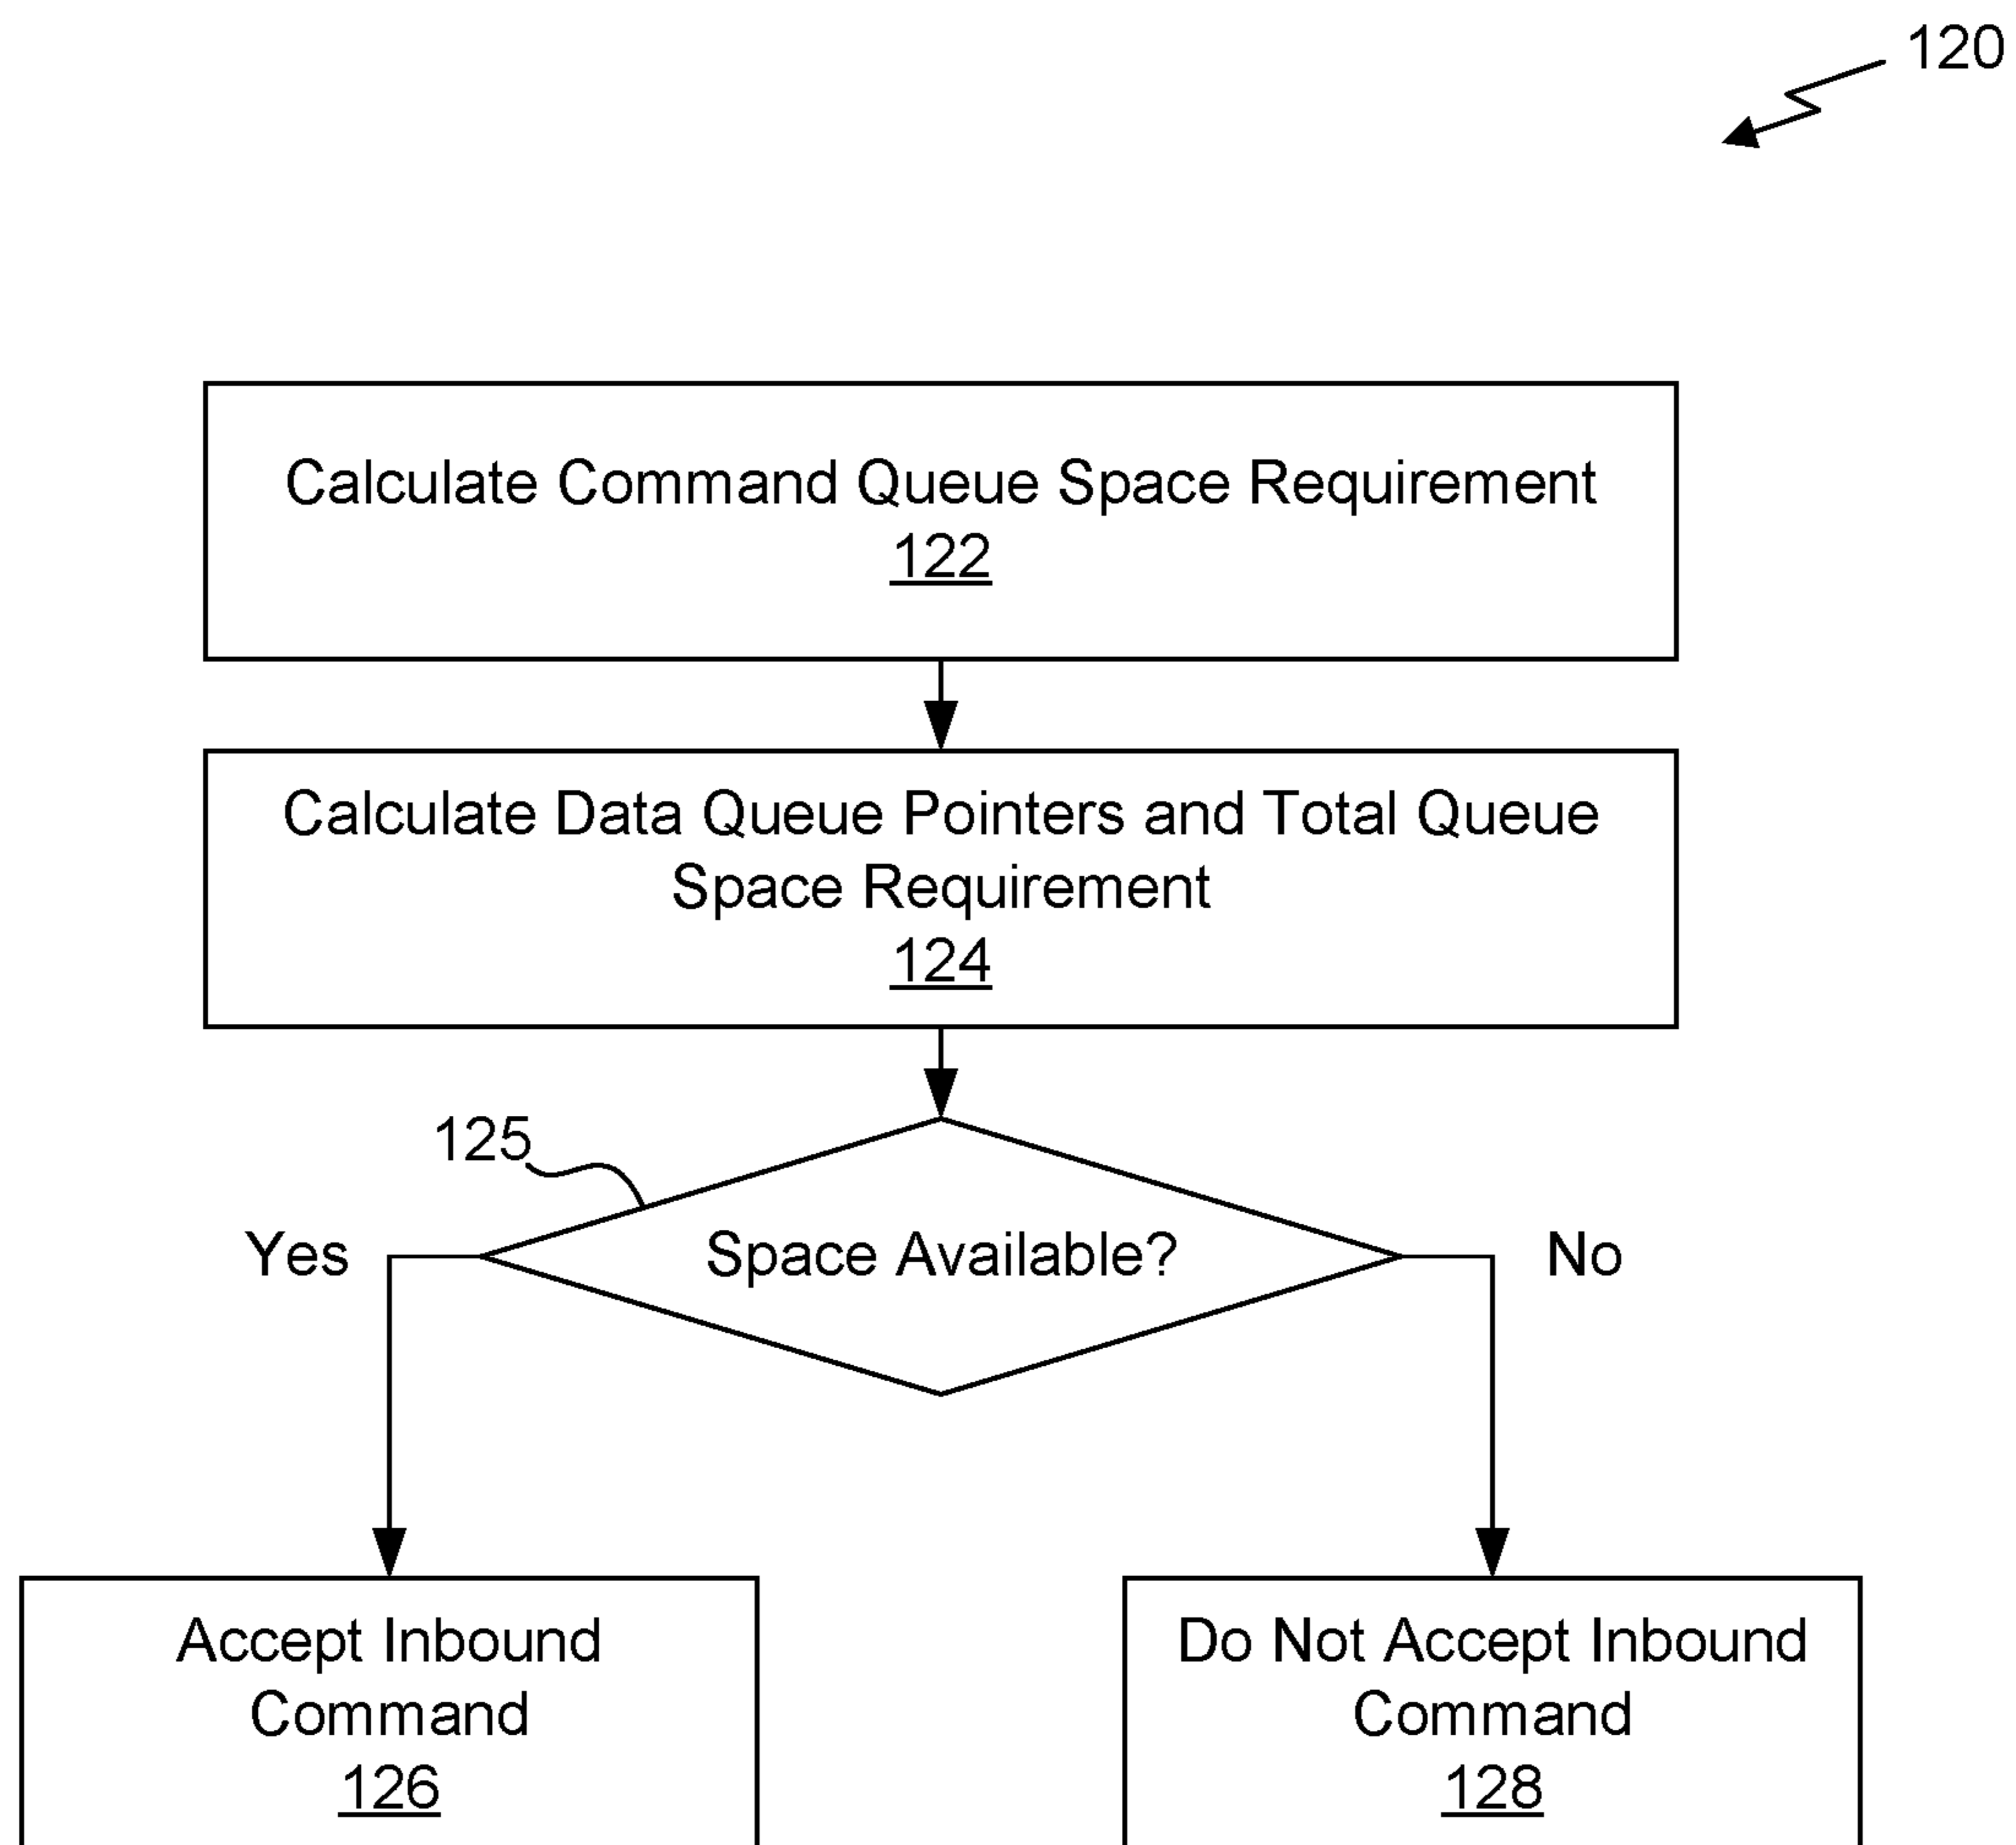 120
Calculate Command Queue Space Requirement
122
Calculate Data Queue Pointers and Total Queue
Space Requirement
124
125
Yes
Space Available?
No
Accept Inbound
Command
126
Do Not Accept Inbound
Command
128